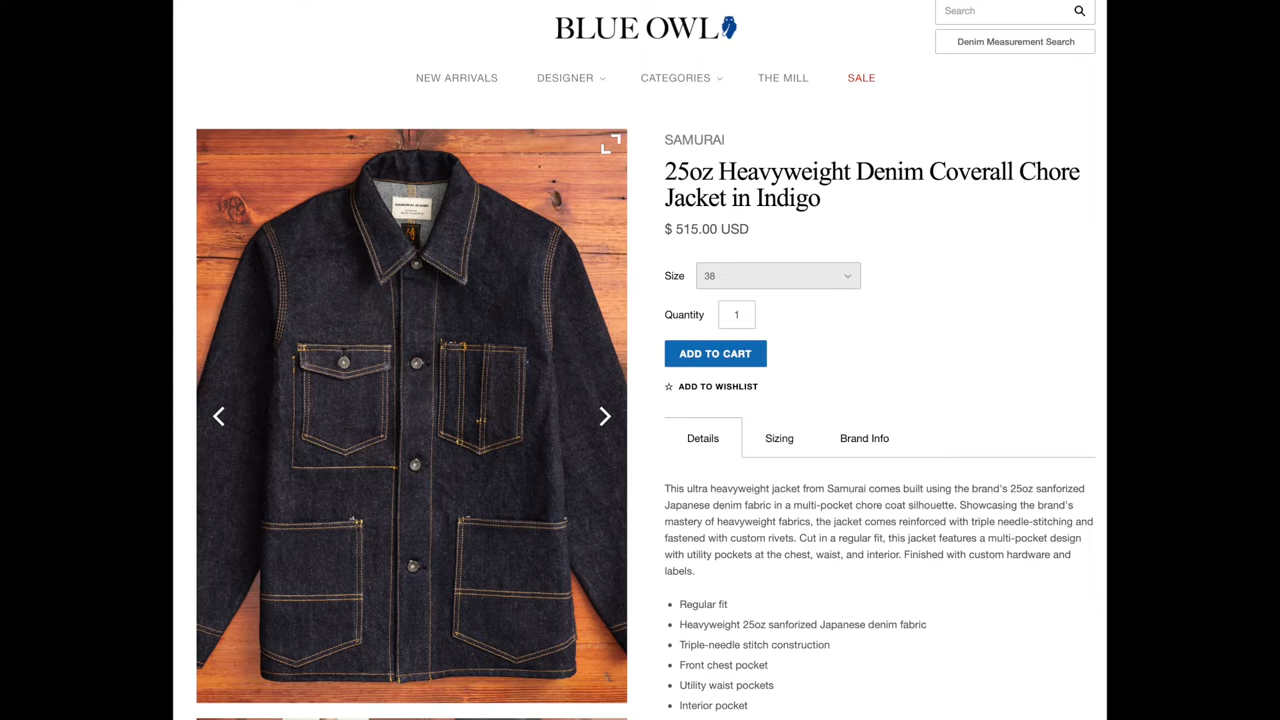 Search
BLUE OWL
Denim Measurement Search
NEW ARRIVALS DESIGNER CATEGORIES THE MILL SALE
SAMURAI
25oz Heavyweight Denim Coverall Chore
Jacket in Indigo
$ 515.00 USD
Size 38
Quantity 1
ADD TO CART
ADD TO WISHLIST
Details Sizing Brand Info
This ultra heavyweight jacket from Samurai comes built using the brand's 25oz sanforized
Japanese denim fabric in a multi-pocket chore coat silhouette. Showcasing the brand's
mastery of heavyweight fabrics, the jacket comes reinforced with triple needle-stitching and
fastened with custom rivets. Cut in a regular fit, this jacket features a multi-pocket design
with utility pockets at the chest, waist, and interior. Finished with custom hardware and
labels.
Regular fit
Heavyweight 25oz sanforized Japanese denim fabric
Triple-needle stitch construction
Front chest pocket
Utility waist pockets
Interior pocket
SAMURAI JEANS